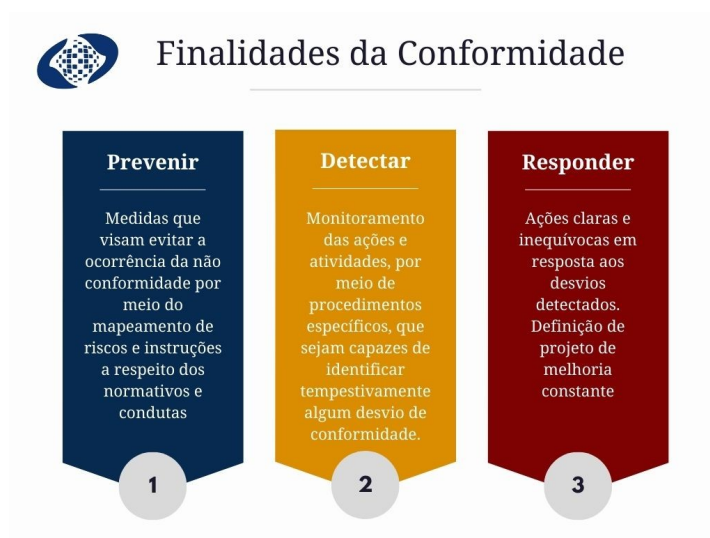 Finalidades da Conformidade
Prevenir
Medidas que
visam evitar a
ocorrência da não
conformidade por
meio do
mapeamento de
riscos e instruções
a respeito dos
normativos e
condutas
1
Detectar
Monitoramento
das ações e
atividades, por
meio de
procedimentos
específicos, que
sejam capazes de
identificar
tempestivamente
algum desvio de
conformidade.
2
Responder
Ações claras e
inequívocas em
resposta aos
desvios
detectados.
Definição de
projeto de
melhoria
constante
3